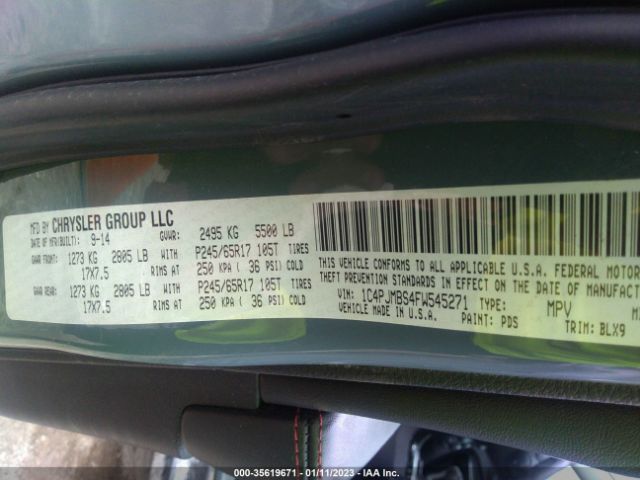 MFD BY CHRYSLER GROUP LLC
DATE OF MFR(BUILT): 9-14 GVWR: 2495 KG 5500 LB
GAWR FRONT: 1273 KG 2805 LB WITH P245/65R17 105T TIRES
17X7.5 RIMS AT 250 KPA ( 36 PSI) COLD
GAWR REAR: 1273 KG 2805 LB WITH P245/65R17 105T TIRES
17X7.5 RIMS AT 250 KPA ( 36 PSI) COLD
THIS VEHICLE CONFORMS TO ALL APPLICABLE U.S.A. FEDERAL MOTOR
THEFT PREVENTION STANDARDS IN EFFECT ON THE DATE OF MANUFACTU
VIN: 1C4PJMBS4FW545271 TYPE: MPV
VEHICLE MADE IN U.S.A. PAINT: PDS
TRIM: BLX9
000-35619671 - 01/11/2023 - IAA Inc.